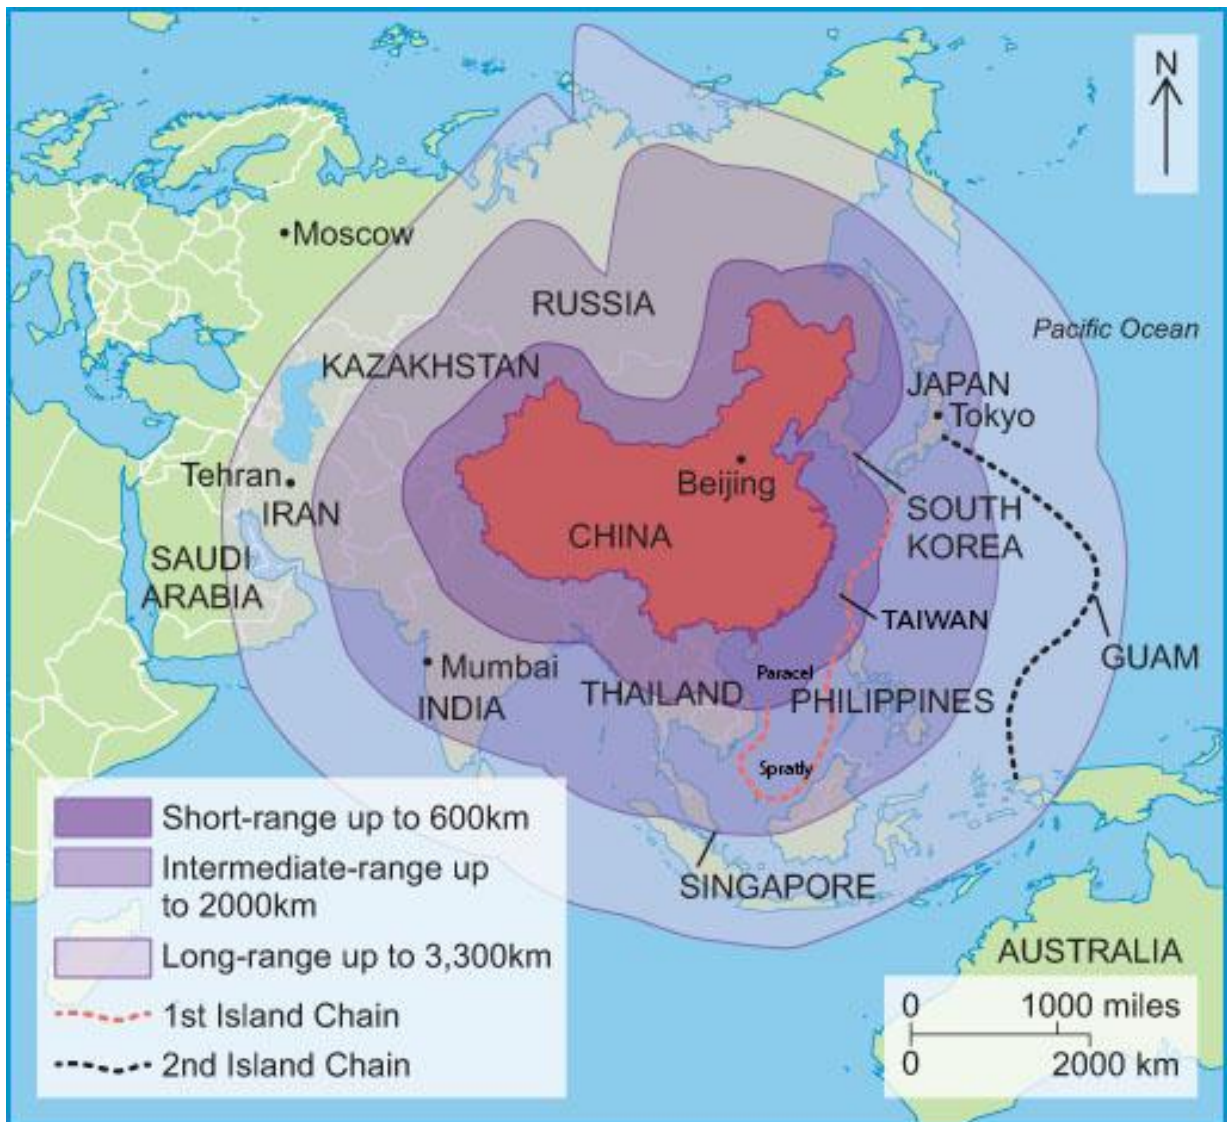 N
Moscow
RUSSIA
Pacific Ocean
KAZAKHSTAN
JAPAN
Tokyo
Tehran
Beijing
IRAN
SOUTH
KOREA
CHINA
SAUDI
ARABIA
TAIWAN
GUAM
Mumbai
Paracel
THAILAND
PHILIPPINES
INDIA
Spratly
SINGAPORE
AUSTRALIA
Short-range up to 600km
Intermediate-range up
to 2000km
Long-range up to 3,300km
1st Island Chain
2nd Island Chain
0 1000 miles
0 2000 km